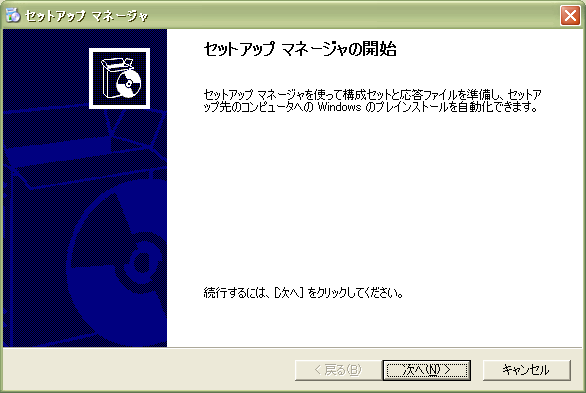 セットアップ マネージャ
セットアップ マネージャの開始
セットアップ マネージャを使って構成セットと応答ファイルを準備し、セットア
ップ先のコンピュータへの Windows のプレインストールを自動化できます。
続行するには、[次へ] をクリックしてください。
< 戻る(B)
次へ(N) >
キャンセル